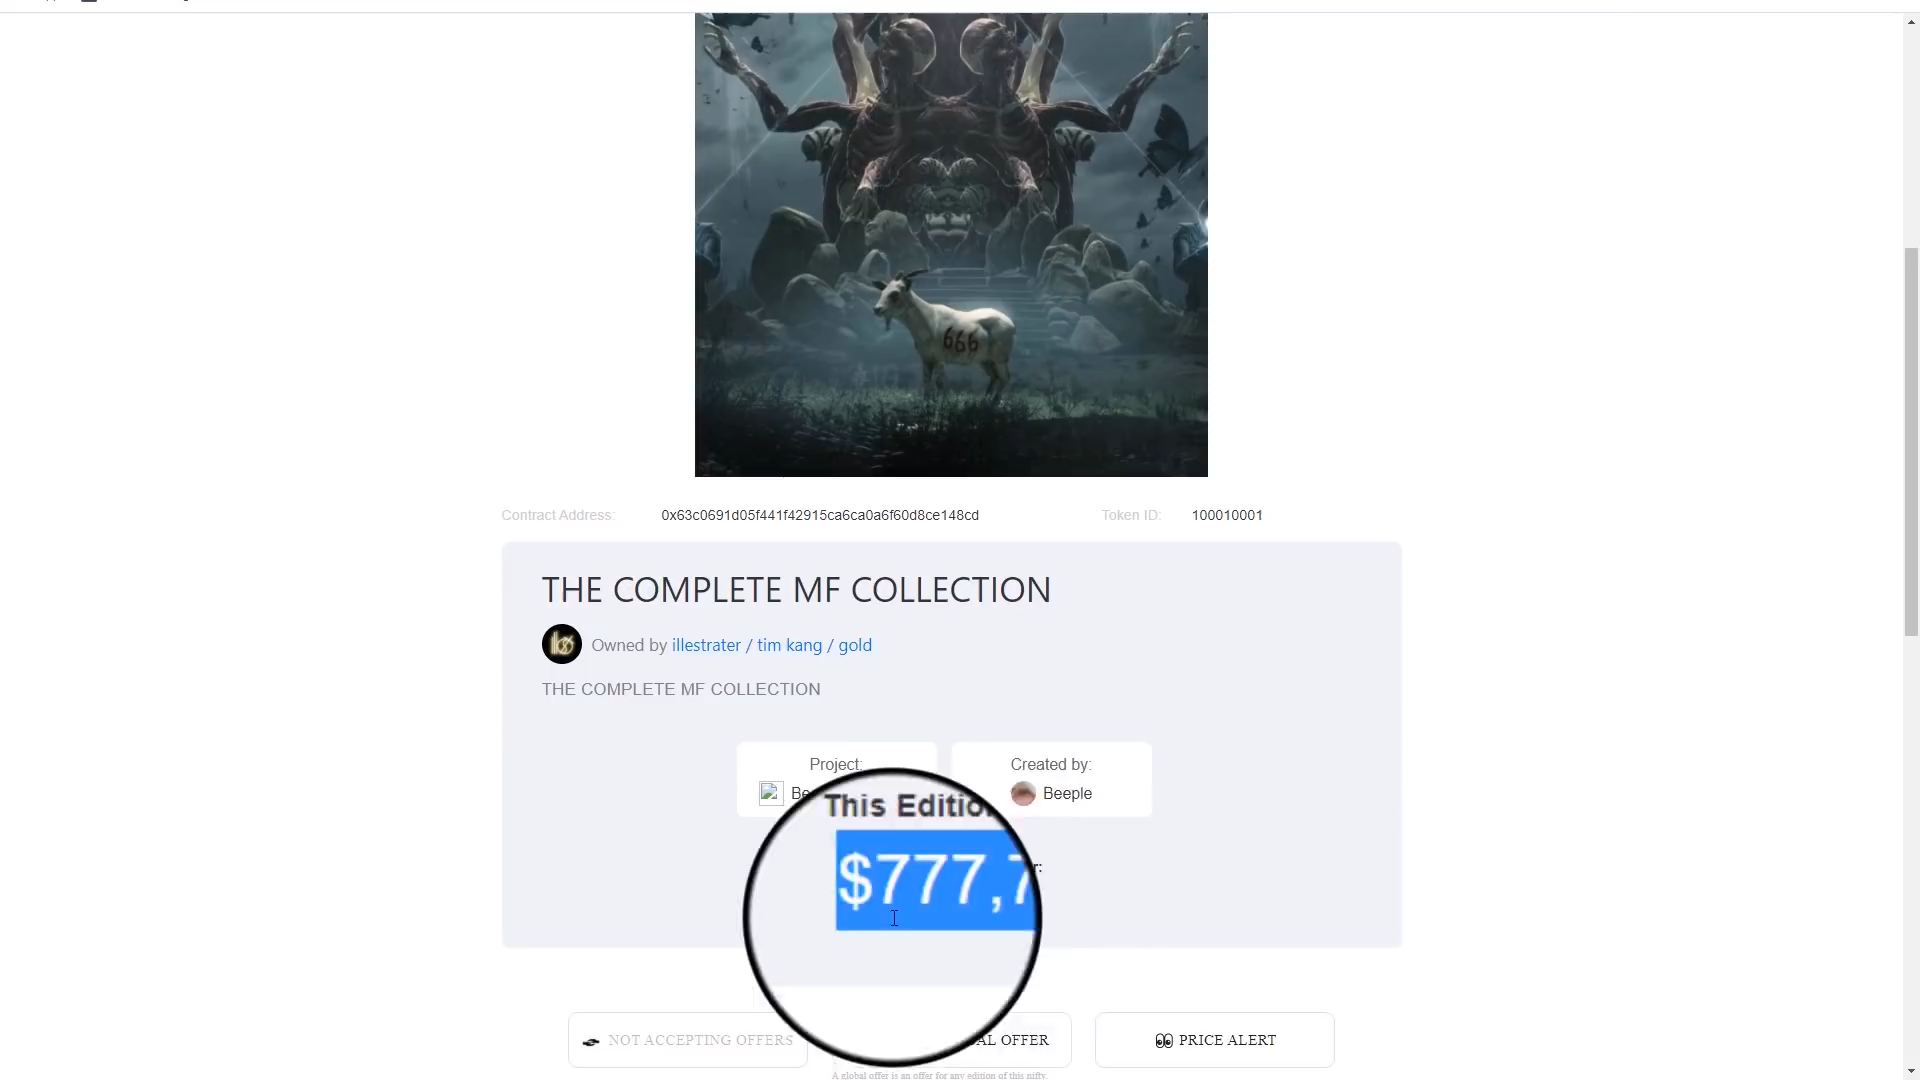 666
Contract Address: 0x63c0691d05f441f42915ca6ca0a6f60d8ce148cd Token ID: 100010001
THE COMPLETE MF COLLECTION
Owned by illestrater / tim kang / gold
THE COMPLETE MF COLLECTION
Project: Created by:
Be Beeple
This Edition
$777,7
r:
NOT ACCEPTING OFFERS
AL OFFER
PRICE ALERT
A global offer is an offer for any edition of this nifty.